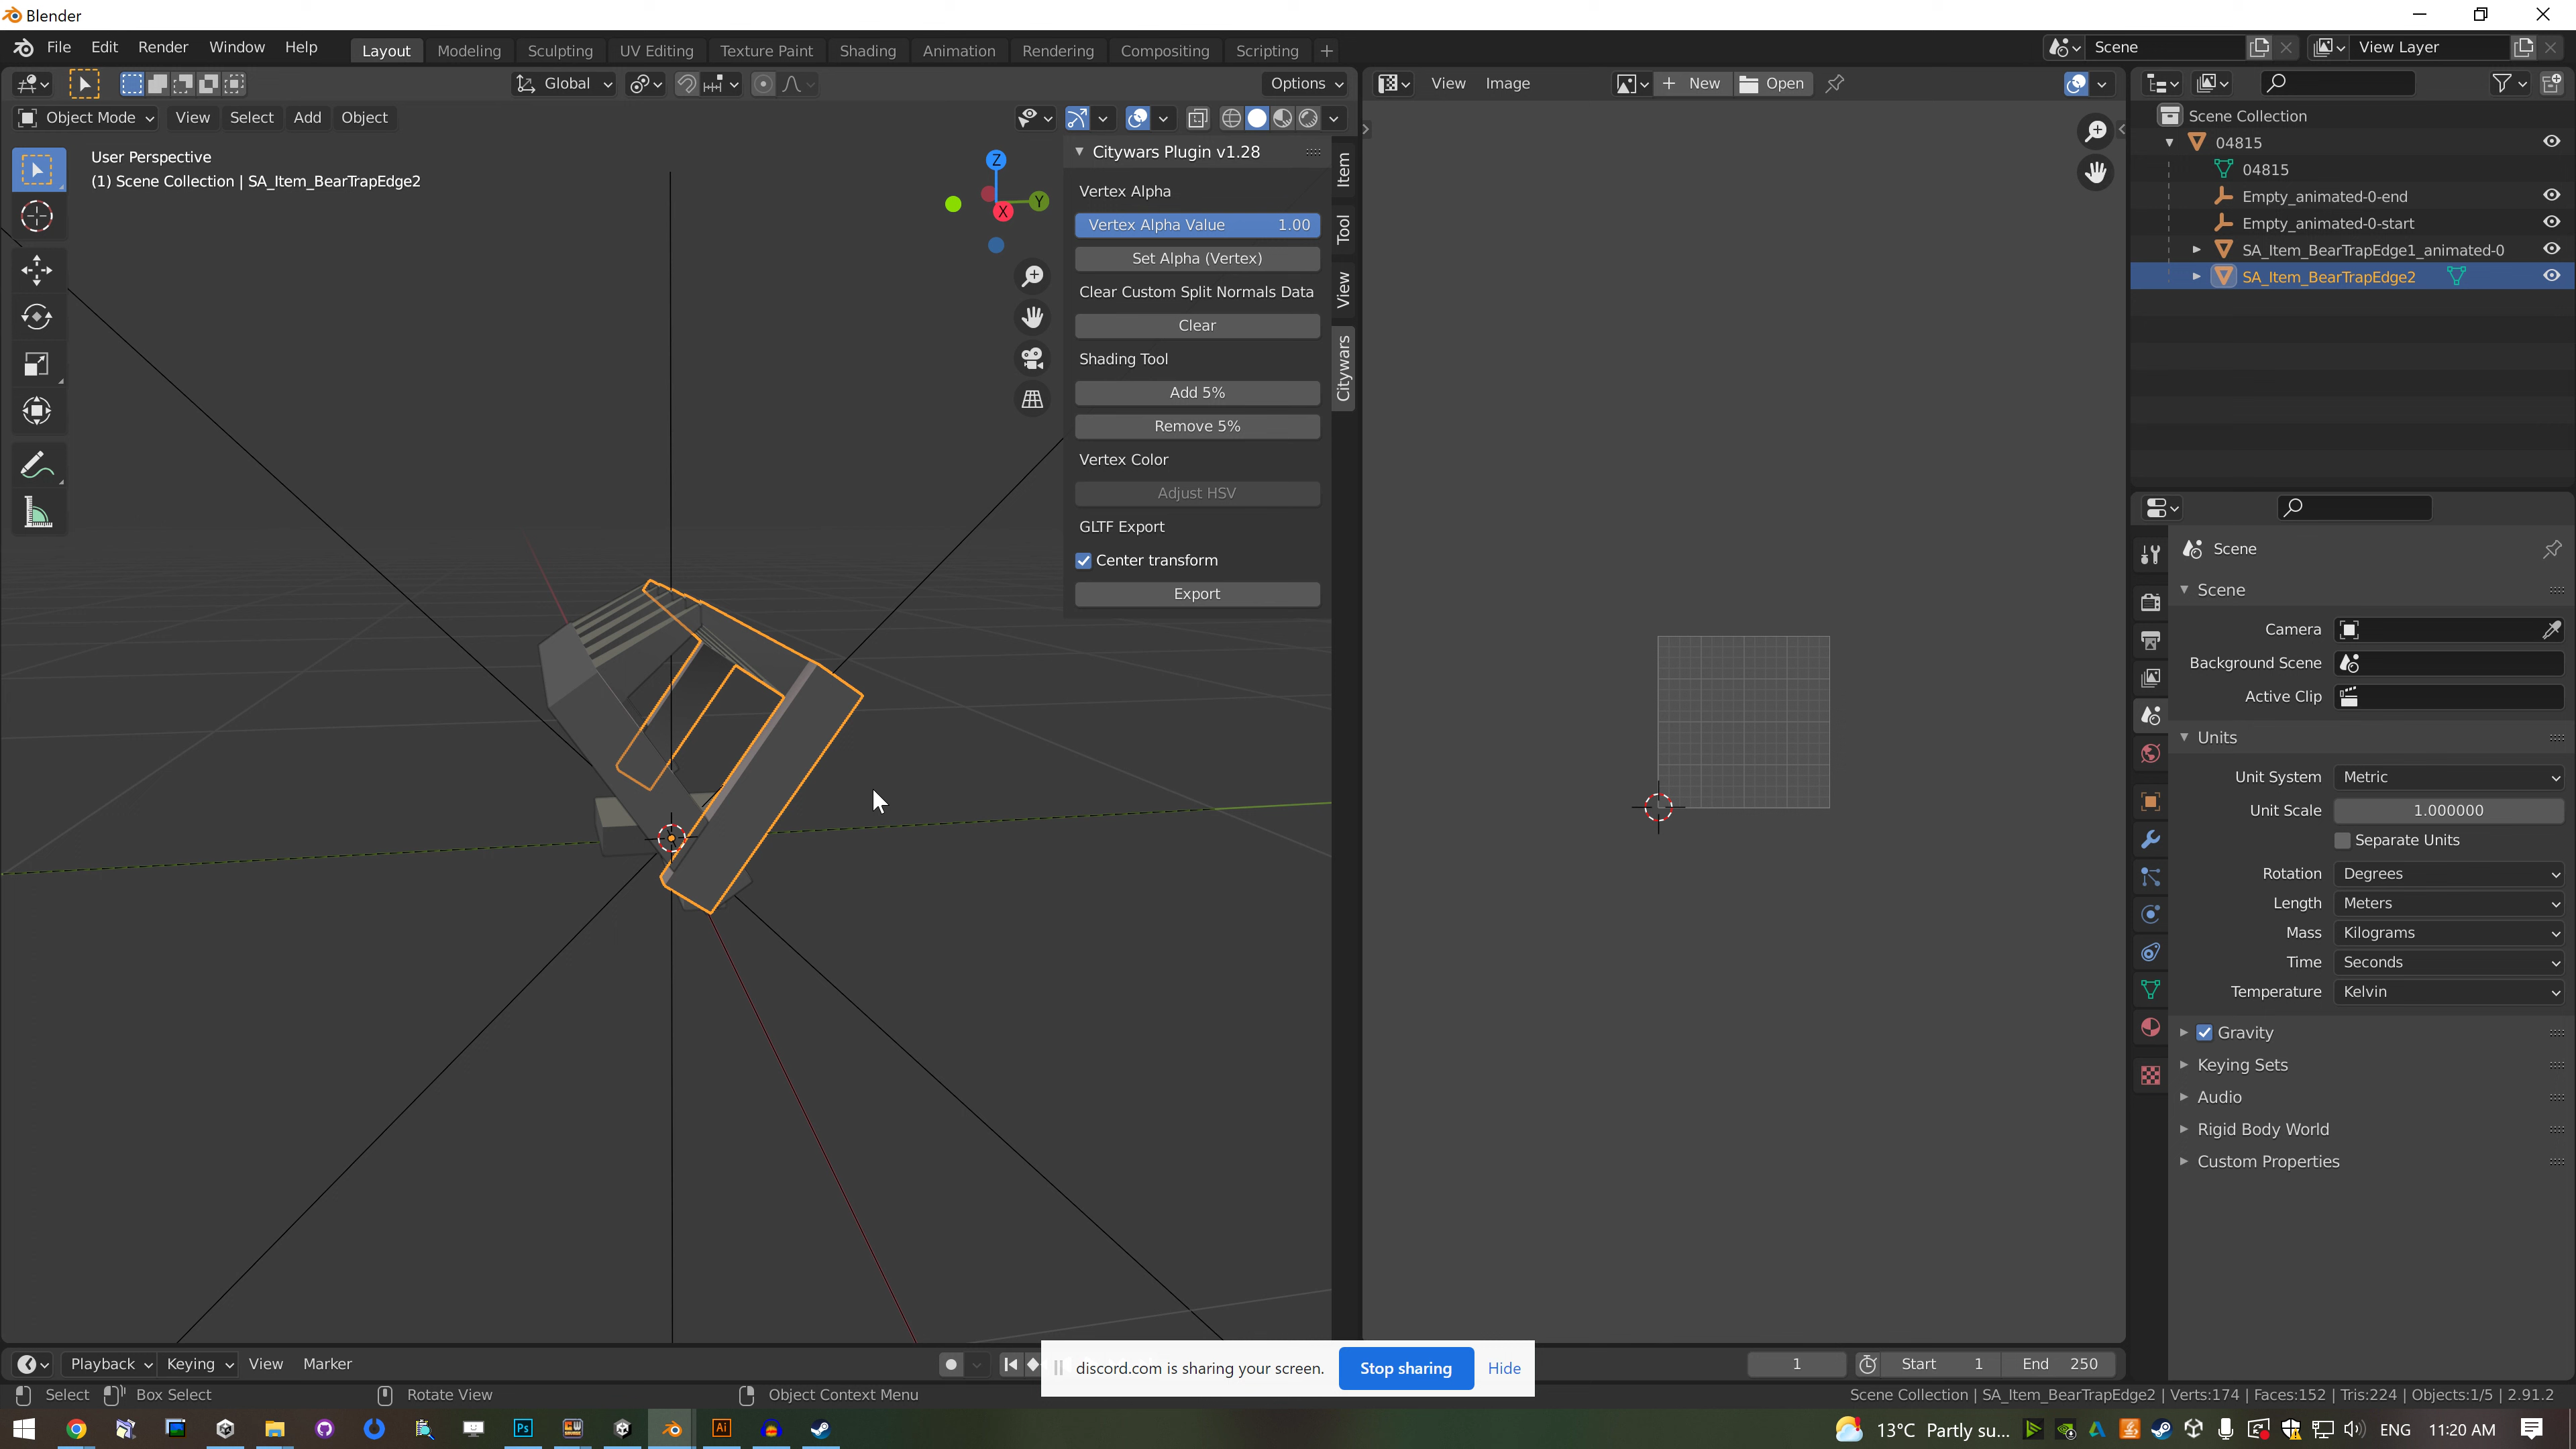 Blender
File Edit Render Window Help Layout Modeling Sculpting UV Editing Texture Paint Shading Animation Rendering Compositing Scripting + Scene View Layer
Global Options View Image New Open
Object Mode View Select Add Object
User Perspective
(1) Scene Collection | SA_Item_BearTrapEdge2
Z
Y
X
Citywars Plugin v1.28
Vertex Alpha
Vertex Alpha Value 1.00
Set Alpha (Vertex)
Clear Custom Split Normals Data
Clear
Shading Tool
Add 5%
Remove 5%
Vertex Color
Adjust HSV
GLTF Export
Center transform
Export
Item
Tool
View
Citywars
Scene Collection
04815
04815
Empty_animated-0-end
Empty_animated-0-start
SA_Item_BearTrapEdge1_animated-0
SA_Item_BearTrapEdge2
Scene
Scene
Camera
Background Scene
Active Clip
Units
Unit System Metric
Unit Scale 1.000000
Separate Units
Rotation Degrees
Length Meters
Mass Kilograms
Time Seconds
Temperature Kelvin
Gravity
Keying Sets
Audio
Rigid Body World
Custom Properties
Playback Keying View Marker 1 Start 1 End 250
discord.com is sharing your screen. Stop sharing Hide
Select Box Select Rotate View Object Context Menu Scene Collection | SA_Item_BearTrapEdge2 | Verts:174 | Faces:152 | Tris:224 | Objects:1/5 | 2.91.2
Ps Ai 13°C Partly su... ENG 11:20 AM